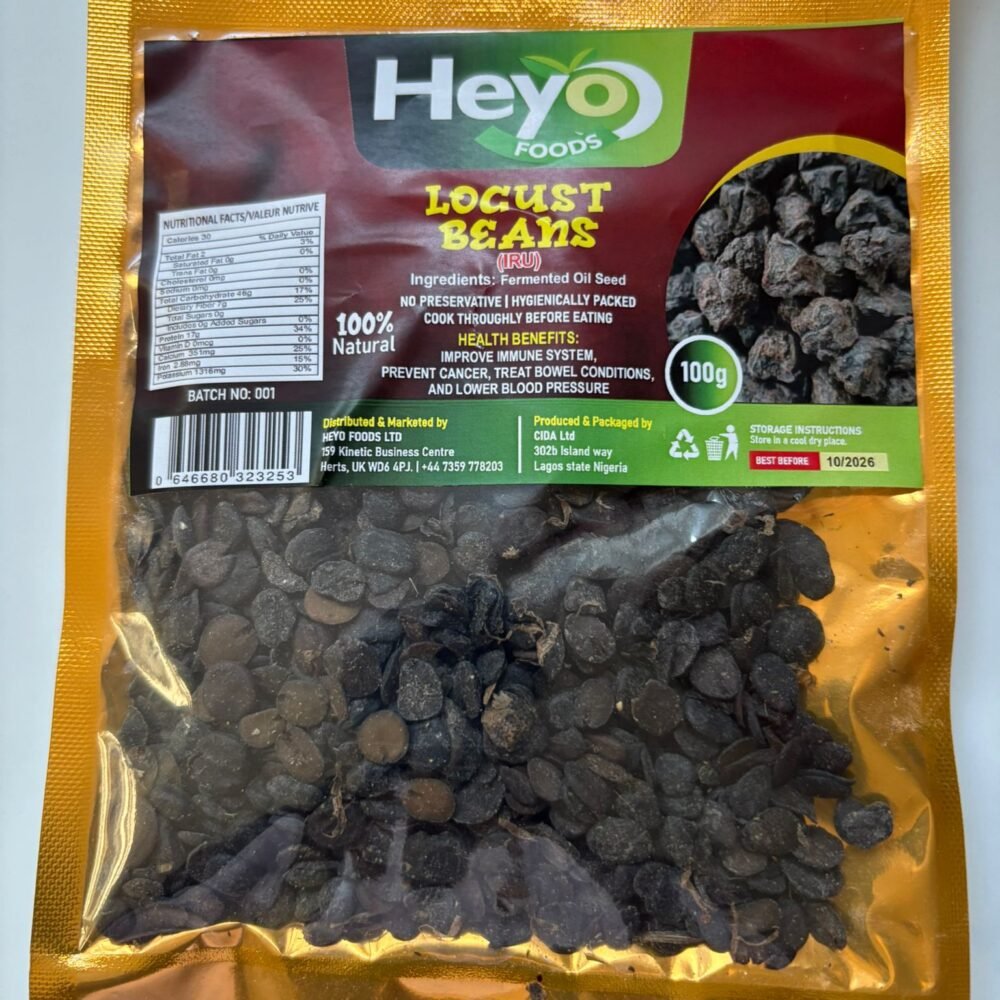 Heyo
FOODS
LOCUST
BEANS
(IRU)
Ingredients: Fermented Oil Seed
NO PRESERVATIVE | HYGIENICALLY PACKED
COOK THROUGHLY BEFORE EATING
HEALTH BENEFITS:
IMPROVE IMMUNE SYSTEM,
PREVENT CANCER, TREAT BOWEL CONDITIONS,
AND LOWER BLOOD PRESSURE
100%
Natural
100g
NUTRITIONAL FACTS/VALEUR NUTRIVE
Calories 30
% Daily Value
Total Fat 2 3%
Saturated Fat 0g 0%
Trans Fat 0g
Cholesterol 0mg 0%
Sodium 0mg 0%
Total Carbohydrate 46g 17%
Dietary Fiber 7g 25%
Total Sugars 0g
Includes 0g Added Sugars 0%
Protein 17g 34%
Vitamin D 0mcg 0%
Calcium 351mg 25%
Iron 2.88mg 15%
Potassium 1316mg 30%
BATCH NO: 001
0 646680 323253
Distributed & Marketed by
HEYO FOODS LTD
159 Kinetic Business Centre
Herts, UK WD6 4PJ. | +44 7359 778203
Produced & Packaged by
CIDA Ltd
302b Island way
Lagos state Nigeria
STORAGE INSTRUCTIONS
Store in a cool dry place.
BEST BEFORE 10/2026